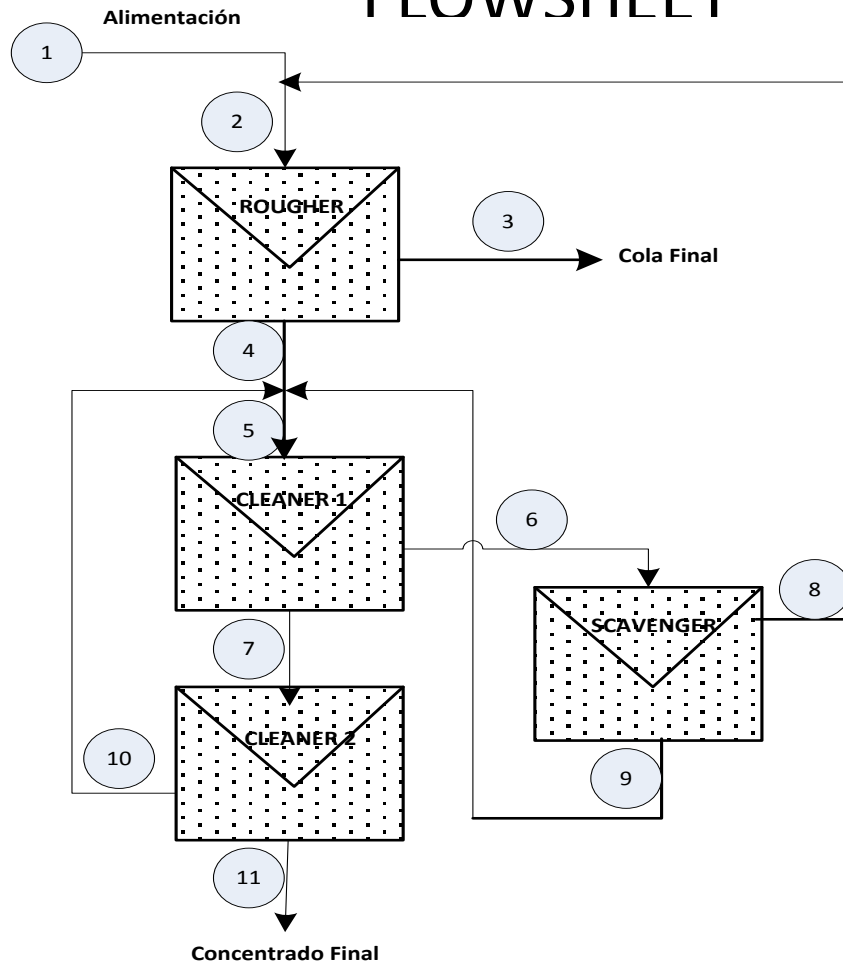 FLOWSHEET
Alimentación
1
2
ROUGHER
3
Cola Final
4
5
CLEANER 1
6
8
SCAVENGER
7
CLEANER 2
10
9
11
Concentrado Final